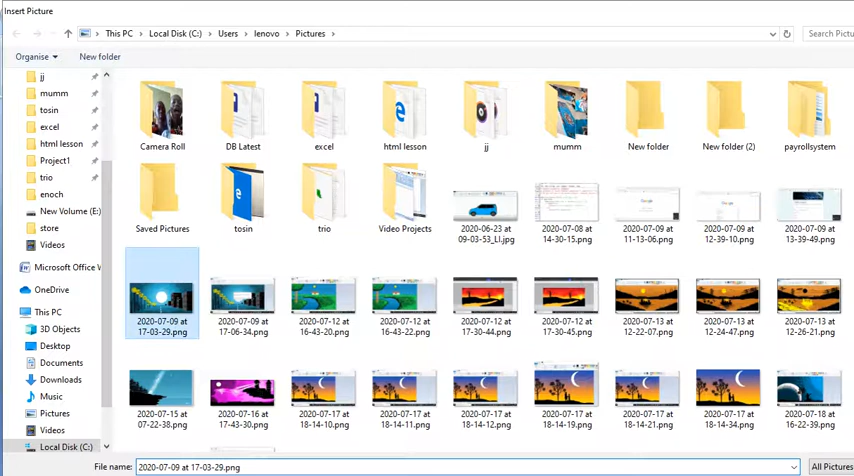 Insert Picture
This PC > Local Disk (C:) > Users > lenovo > Pictures >
Search Pictu
Organise
New folder
jj
mumm
tosin
excel
html lesson
Project1
trio
enoch
New Volume (E:)
store
Videos
Microsoft Office W
OneDrive
This PC
3D Objects
Desktop
Documents
Downloads
Music
Pictures
Videos
Local Disk (C:)
Camera Roll
DB Latest
excel
html lesson
jj
mumm
New folder
New folder (2)
payrollsystem
Saved Pictures
tosin
trio
Video Projects
2020-06-23 at
09-03-53_LI.jpg
2020-07-08 at
14-30-15.png
2020-07-09 at
11-13-06.png
2020-07-09 at
12-39-10.png
2020-07-09 at
13-39-49.png
2020-07-09 at
17-03-29.png
2020-07-09 at
17-06-34.png
2020-07-12 at
16-43-20.png
2020-07-12 at
16-43-22.png
2020-07-12 at
17-30-44.png
2020-07-12 at
17-30-45.png
2020-07-13 at
12-22-07.png
2020-07-13 at
12-24-47.png
2020-07-13 at
12-26-21.png
2020-07-15 at
07-22-38.png
2020-07-16 at
17-43-30.png
2020-07-17 at
18-14-10.png
2020-07-17 at
18-14-11.png
2020-07-17 at
18-14-12.png
2020-07-17 at
18-14-19.png
2020-07-17 at
18-14-21.png
2020-07-17 at
18-14-34.png
2020-07-18 at
16-22-39.png
File name:
2020-07-09 at 17-03-29.png
All Pictures